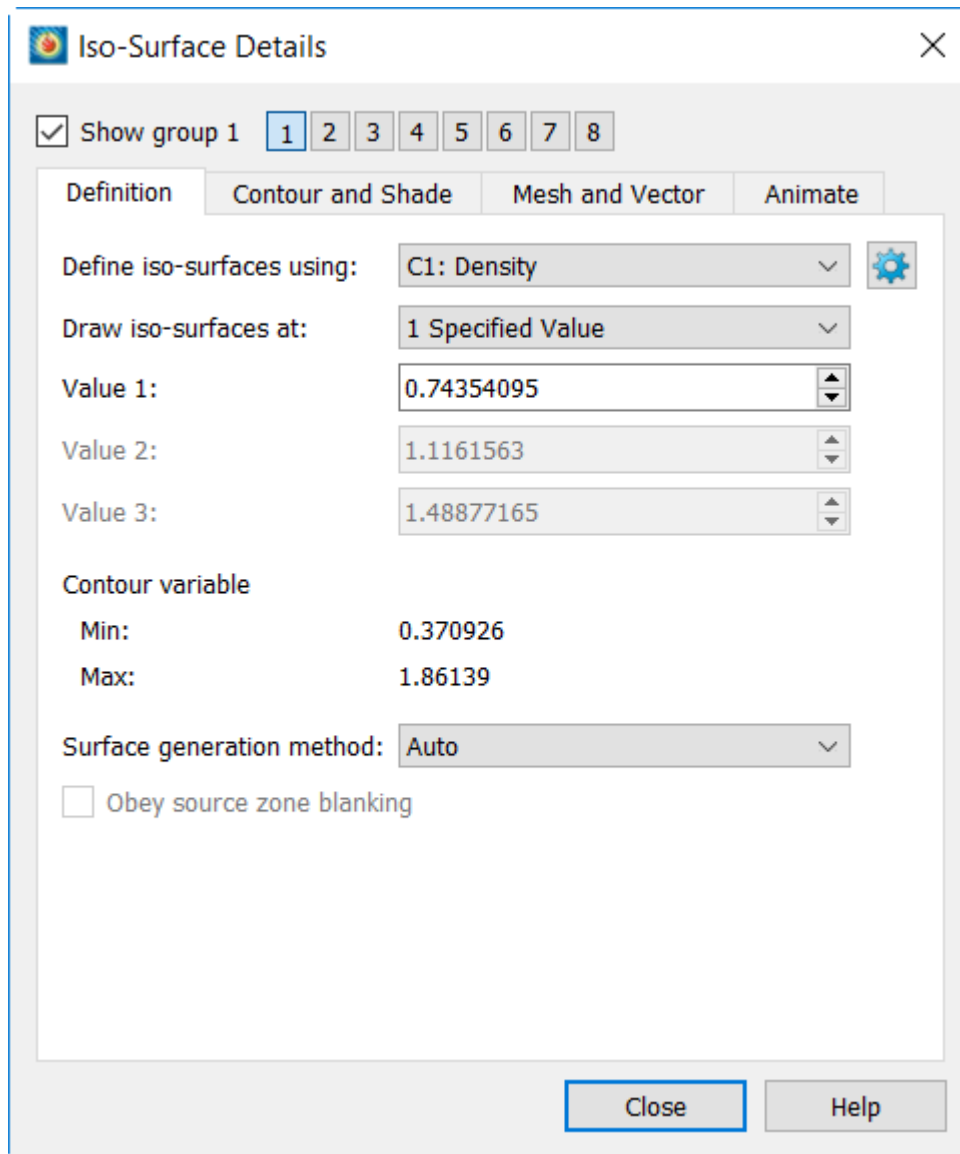 Iso-Surface Details
Show group 1 1 2 3 4 5 6 7 8
Definition Contour and Shade Mesh and Vector Animate
Define iso-surfaces using: C1: Density
Draw iso-surfaces at: 1 Specified Value
Value 1: 0.74354095
Value 2: 1.1161563
Value 3: 1.48877165
Contour variable
Min: 0.370926
Max: 1.86139
Surface generation method: Auto
Obey source zone blanking
Close Help